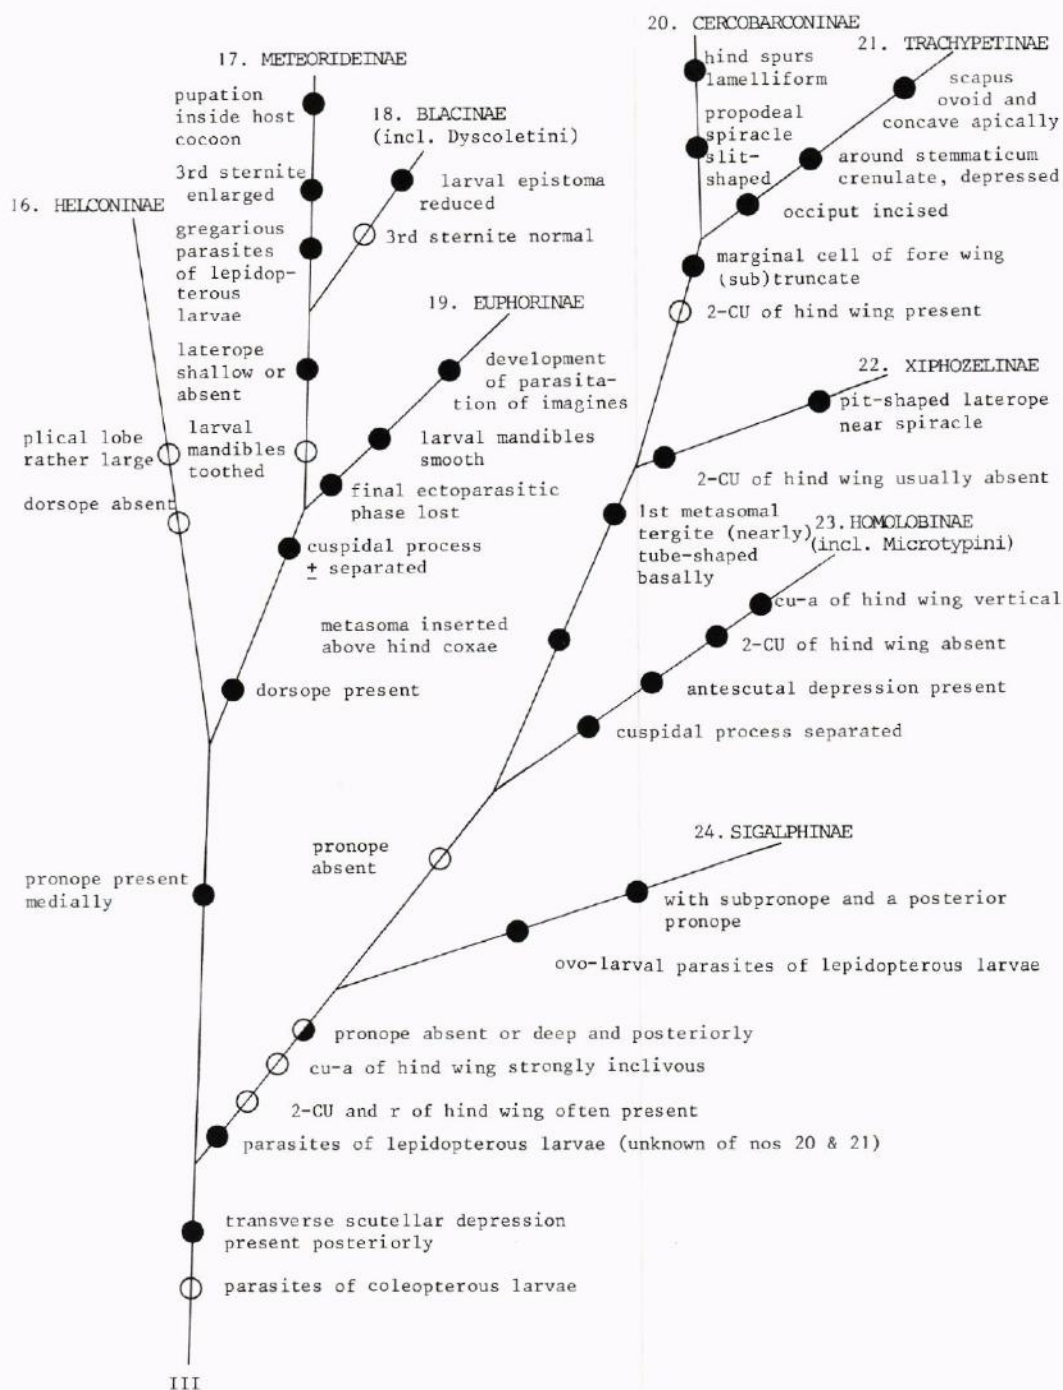 20. CERCOBARCONINAE
21. TRACHYPETINAE
hind spurs
lamelliform
scapus
ovoid and
concave apically
propodeal
spiracle
slit-
shaped
around stemmaticum
crenulate, depressed
occiput incised
marginal cell of fore wing
(sub)truncate
2-CU of hind wing present
17. METEORIDEINAE
pupation
inside host
cocoon
18. BLACINAE
(incl. Dyscoletini)
3rd sternite
enlarged
larval epistoma
reduced
16. HELCONINAE
gregarious
parasites
of lepidop-
terous
larvae
3rd sternite normal
19. EUPHORINAE
laterope
shallow or
absent
development
of parasita-
tion of imagines
plical lobe
rather large
larval
mandibles
toothed
larval mandibles
smooth
dorsope absent
final ectoparasitic
phase lost
cuspidal process
± separated
dorsope present
pronope present
medially
22. XIPHOZELINAE
pit-shaped laterope
near spiracle
2-CU of hind wing usually absent
1st metasomal
tergite (nearly)
tube-shaped
basally
23. HOMOLOBINAE
(incl. Microtypini)
cu-a of hind wing vertical
metasoma inserted
above hind coxae
2-CU of hind wing absent
antescutal depression present
cuspidal process separated
pronope
absent
24. SIGALPHINAE
with subpronope and a posterior
pronope
ovo-larval parasites of lepidopterous larvae
pronope absent or deep and posteriorly
cu-a of hind wing strongly inclivous
2-CU and r of hind wing often present
parasites of lepidopterous larvae (unknown of nos 20 & 21)
transverse scutellar depression
present posteriorly
parasites of coleopterous larvae
III